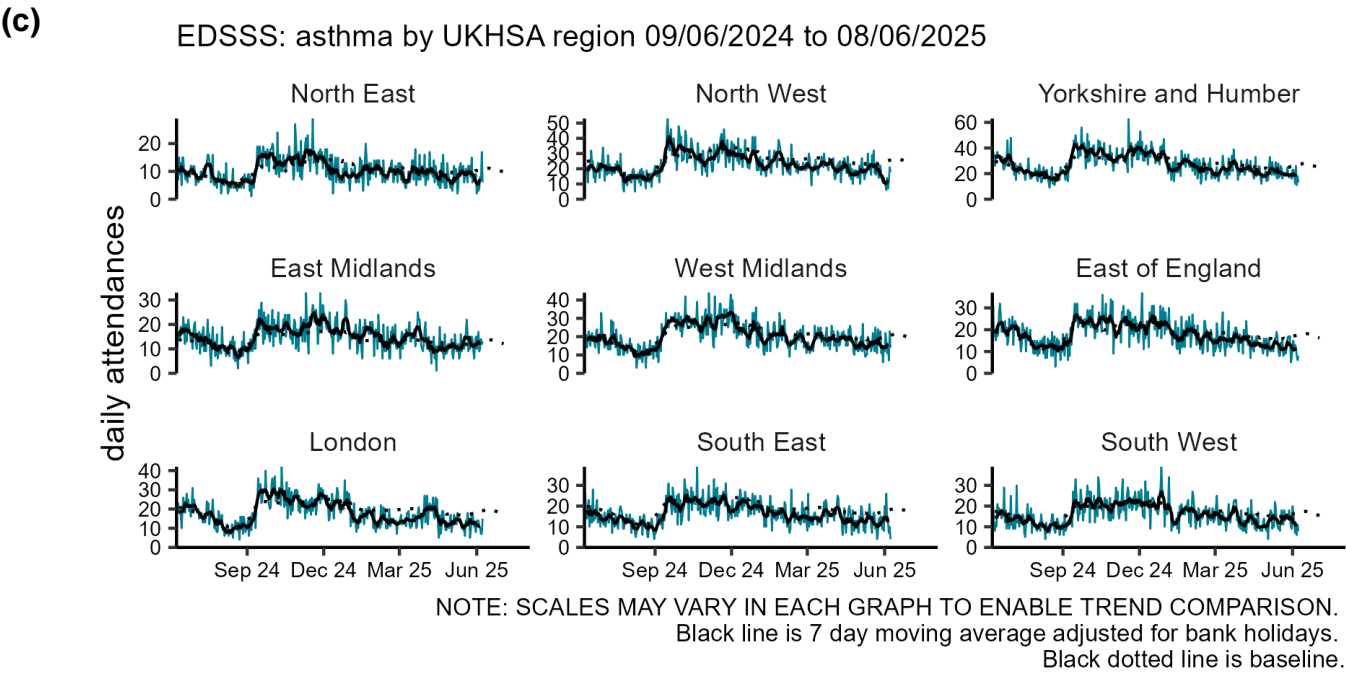 (c)
EDSSS: asthma by UKHSA region 09/06/2024 to 08/06/2025
daily attendances
North East
20
10
0
North West
50
40
30
20
10
0
Yorkshire and Humber
60
40
20
0
East Midlands
30
20
10
0
West Midlands
40
30
20
10
0
East of England
30
20
10
0
London
40
30
20
10
0
Sep 24 Dec 24 Mar 25 Jun 25
South East
30
20
10
0
Sep 24 Dec 24 Mar 25 Jun 25
South West
30
20
10
0
Sep 24 Dec 24 Mar 25 Jun 25
NOTE: SCALES MAY VARY IN EACH GRAPH TO ENABLE TREND COMPARISON.
Black line is 7 day moving average adjusted for bank holidays.
Black dotted line is baseline.